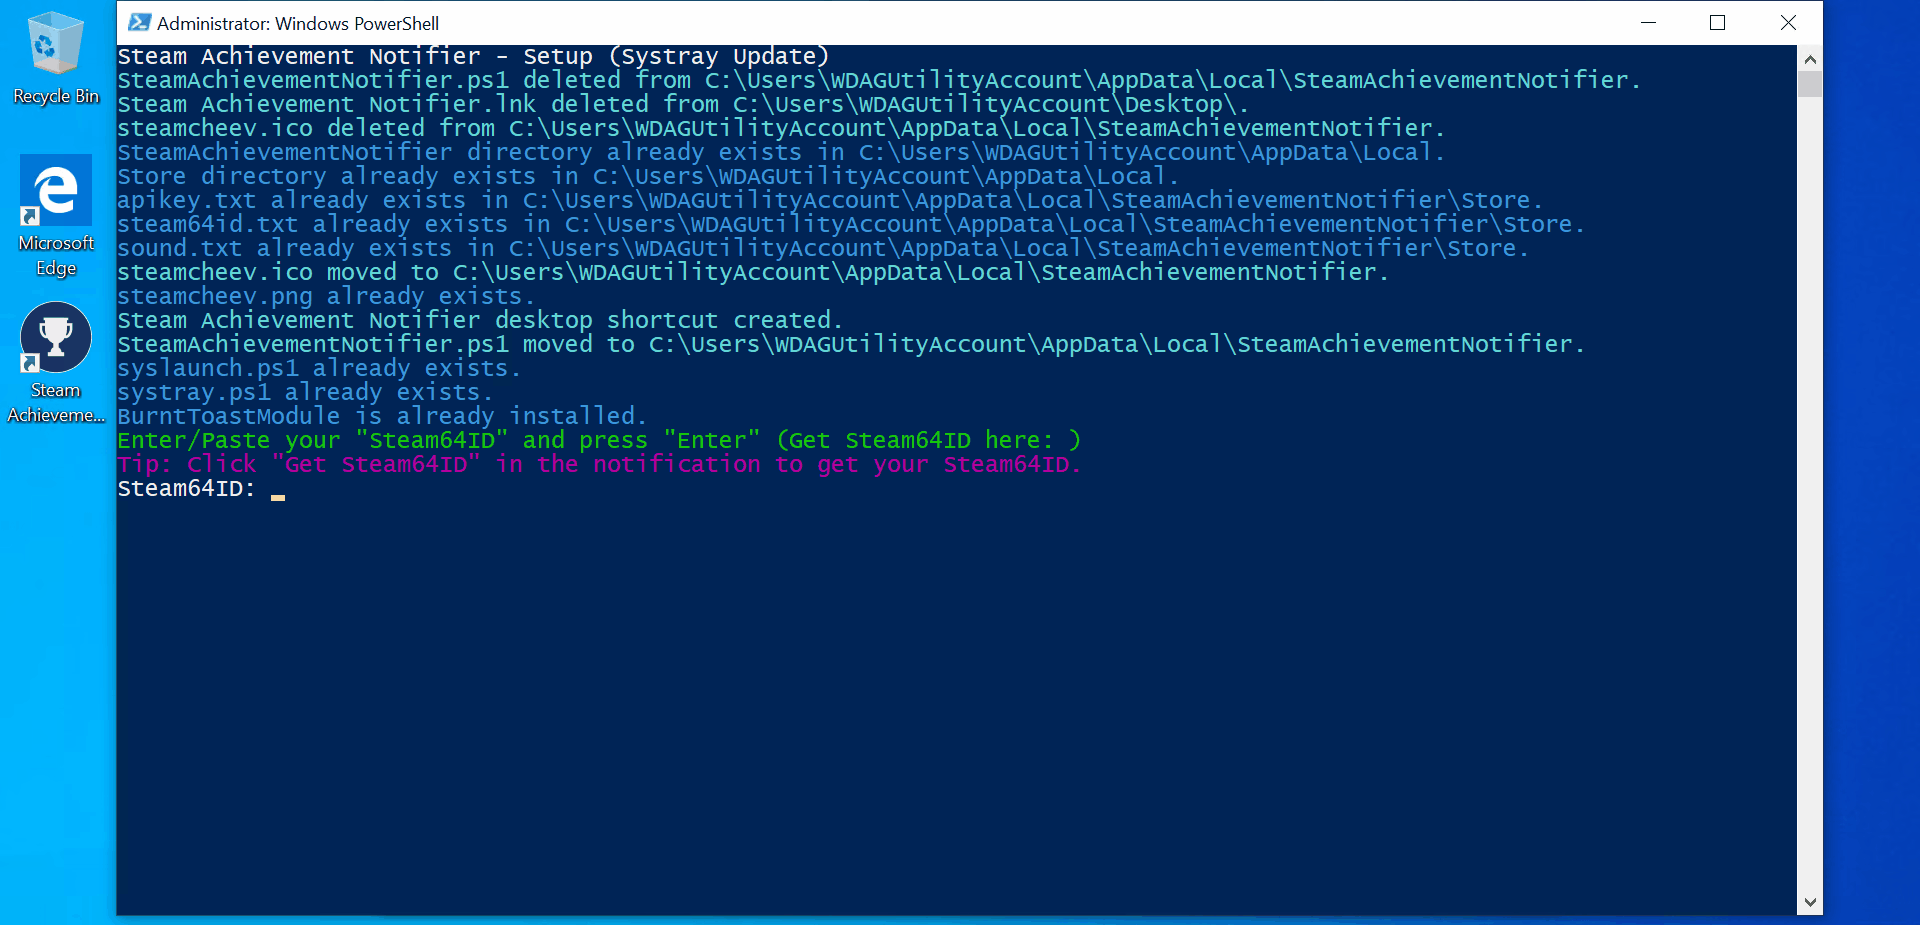 Administrator: Windows PowerShell
Recycle Bin
Microsoft
Edge
Steam
Achieveme...
Steam Achievement Notifier - Setup (Systray Update)
SteamAchievementNotifier.ps1 deleted from C:\Users\WDAGUtilityAccount\AppData\Local\SteamAchievementNotifier.
Steam Achievement Notifier.lnk deleted from C:\Users\WDAGUtilityAccount\Desktop\.
steamcheev.ico deleted from C:\Users\WDAGUtilityAccount\AppData\Local\SteamAchievementNotifier.
SteamAchievementNotifier directory already exists in C:\Users\WDAGUtilityAccount\AppData\Local.
Store directory already exists in C:\Users\WDAGUtilityAccount\AppData\Local.
apikey.txt already exists in C:\Users\WDAGUtilityAccount\AppData\Local\SteamAchievementNotifier\Store.
steam64id.txt already exists in C:\Users\WDAGUtilityAccount\AppData\Local\SteamAchievementNotifier\Store.
sound.txt already exists in C:\Users\WDAGUtilityAccount\AppData\Local\SteamAchievementNotifier\Store.
steamcheev.ico moved to C:\Users\WDAGUtilityAccount\AppData\Local\SteamAchievementNotifier.
steamcheev.png already exists.
Steam Achievement Notifier desktop shortcut created.
SteamAchievementNotifier.ps1 moved to C:\Users\WDAGUtilityAccount\AppData\Local\SteamAchievementNotifier.
syslaunch.ps1 already exists.
systray.ps1 already exists.
BurntToastModule is already installed.
Enter/Paste your "Steam64ID" and press "Enter" (Get Steam64ID here: )
Tip: Click "Get Steam64ID" in the notification to get your Steam64ID.
Steam64ID: _